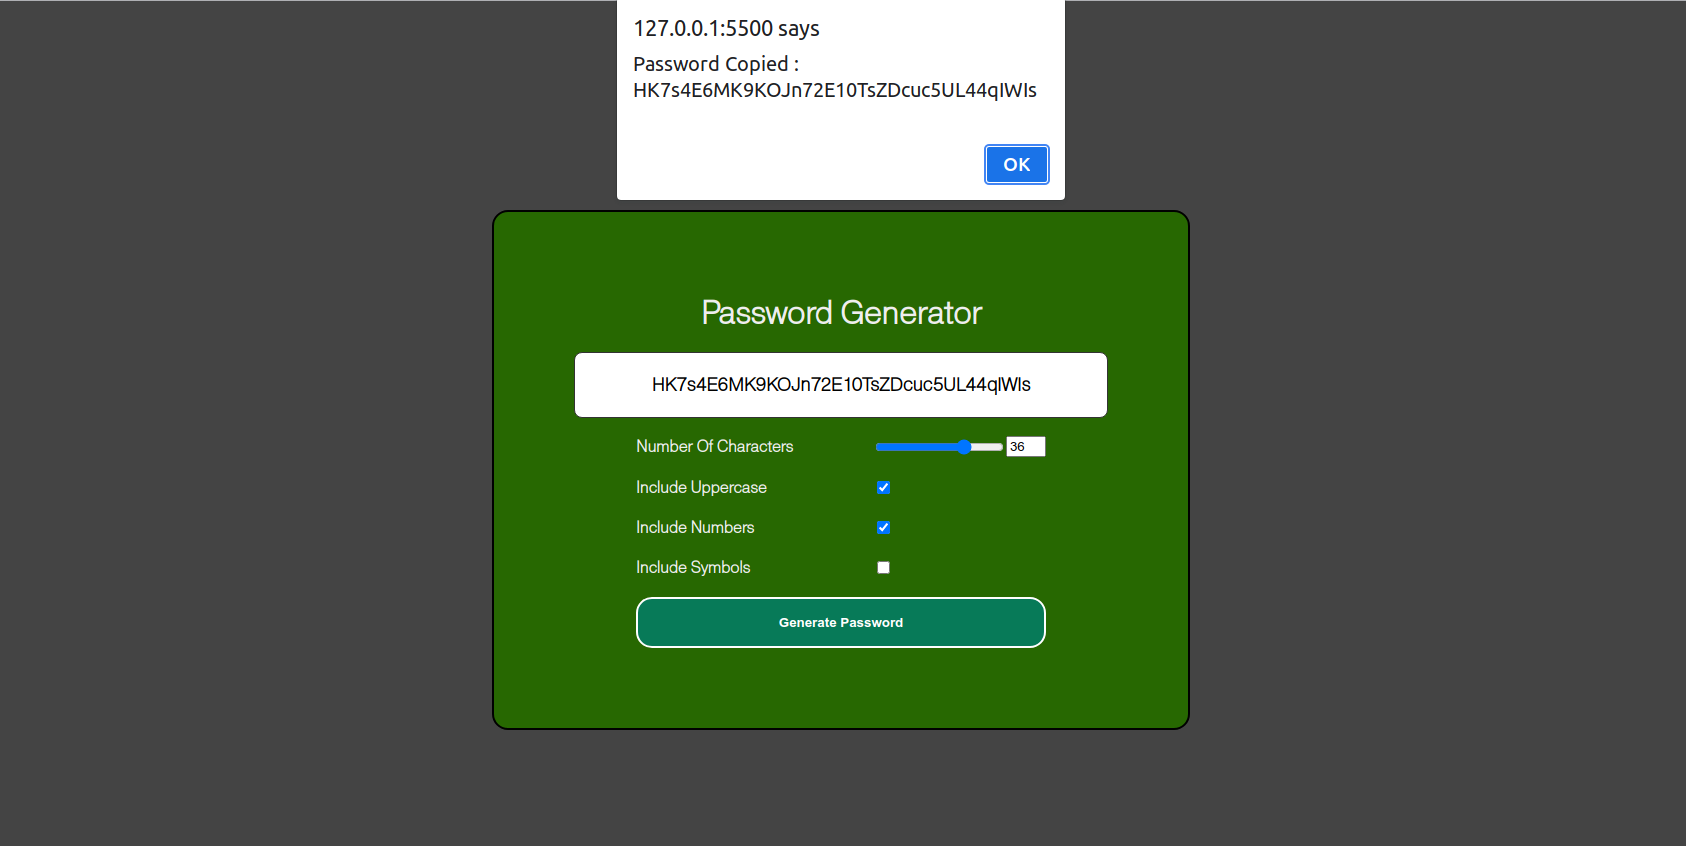 127.0.0.1:5500 says
Password Copied :
HK7s4E6MK9KOJn72E10TsZDcuc5UL44qIWIs
OK
Password Generator
HK7s4E6MK9KOJn72E10TsZDcuc5UL44qIWIs
Number Of Characters 36
Include Uppercase
Include Numbers
Include Symbols
Generate Password